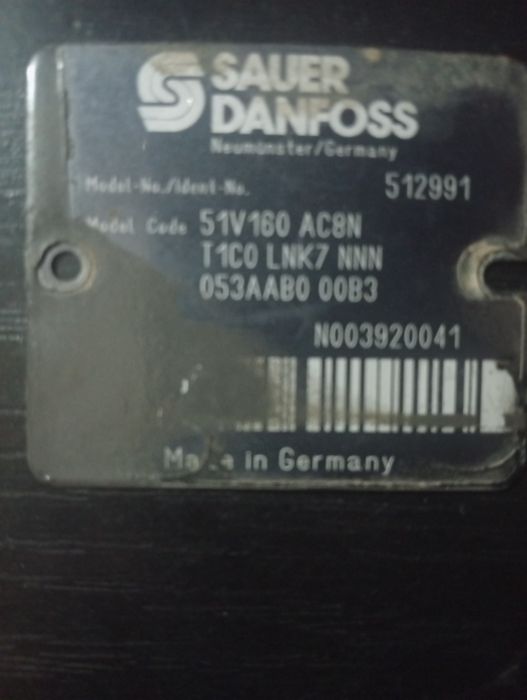 SAUER
DANFOSS
Neumünster/Germany
Model-No./Ident-No. 512991
Model Code 51V160 AC8N
T1C0 LNK7 NNN
053AAB0 00B3
N003920041
Made in Germany